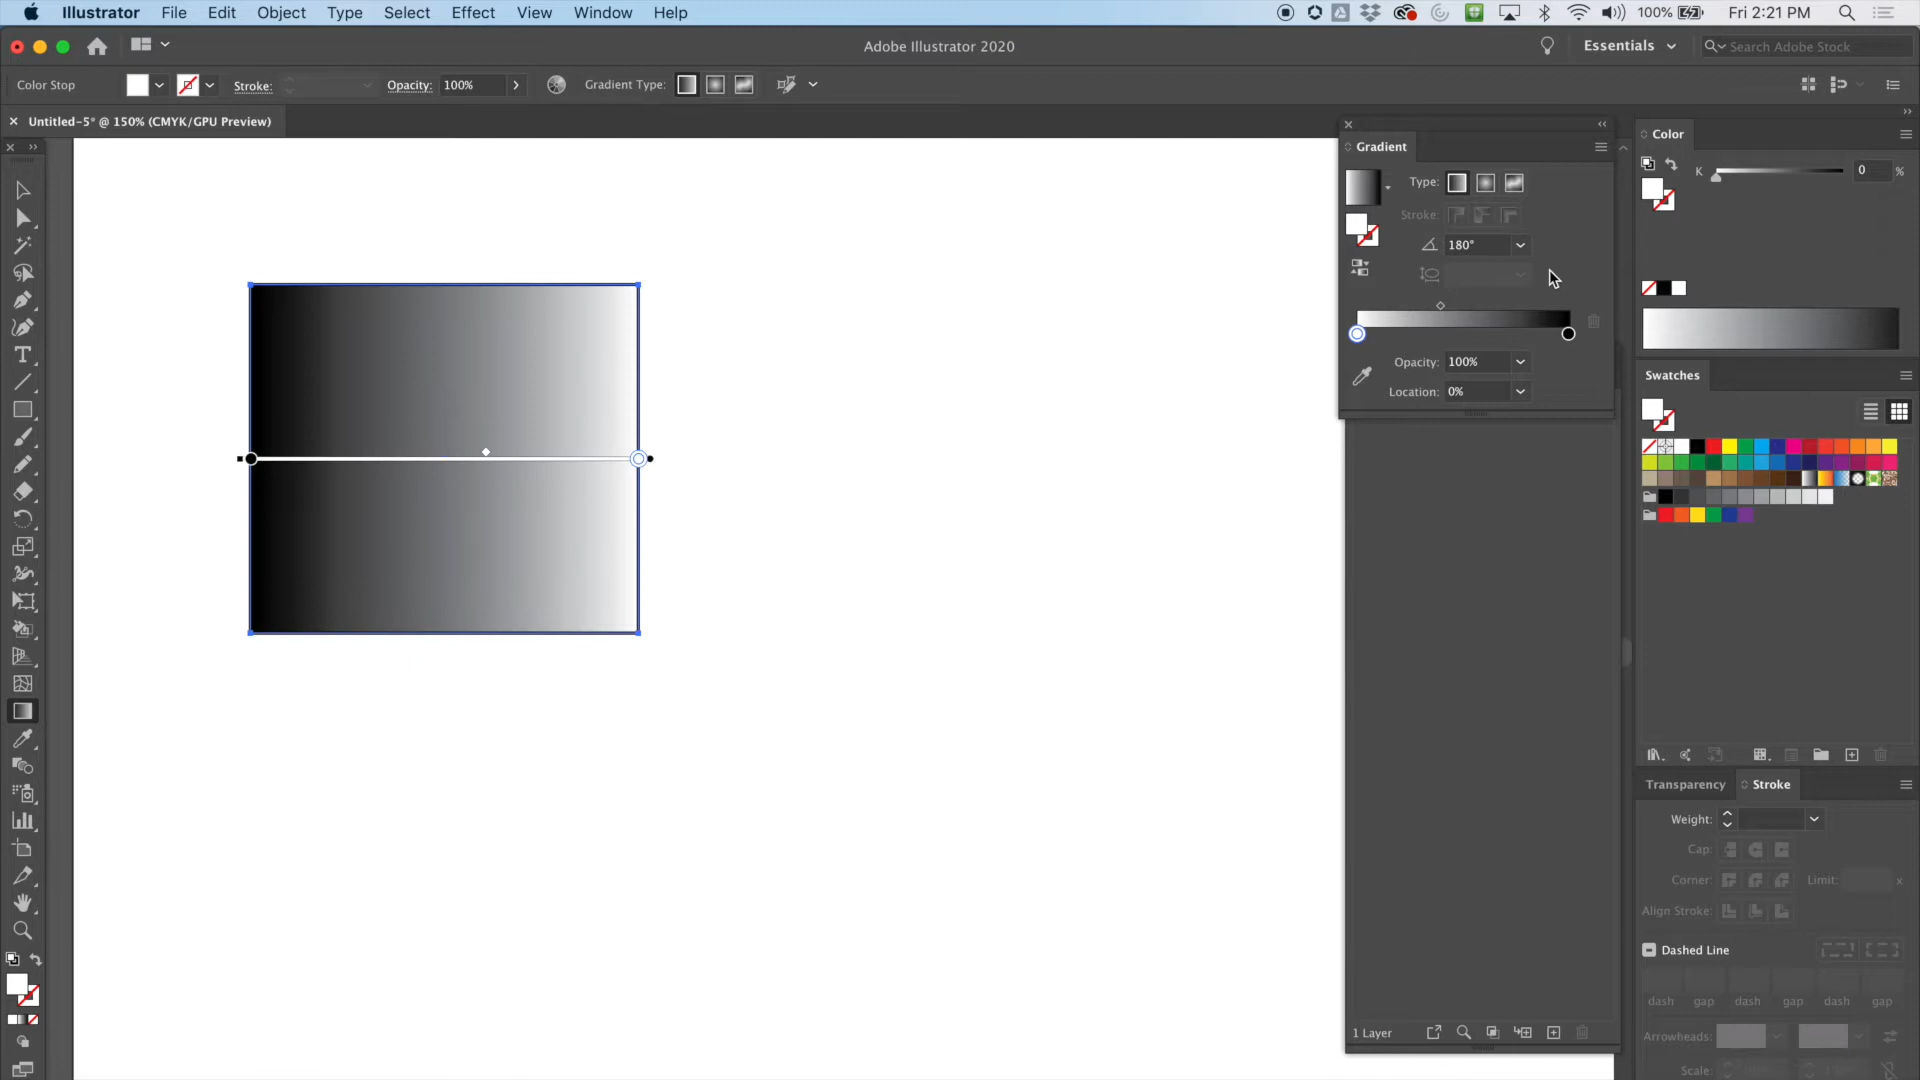 Illustrator File Edit Object Type Select Effect View Window Help 100% Fri 2:21 PM
Adobe Illustrator 2020 Essentials Search Adobe Stock
Color Stop Stroke: Opacity: 100% Gradient Type:
Untitled-5* @ 150% (CMYK/GPU Preview)
Gradient
Type:
Stroke:
180°
Opacity: 100%
Location: 0%
1 Layer
Color
K 0 %
Swatches
Transparency Stroke
Weight:
Cap:
Corner: Limit: x
Align Stroke:
Dashed Line
dash gap dash gap dash gap
Arrowheads:
Scale: